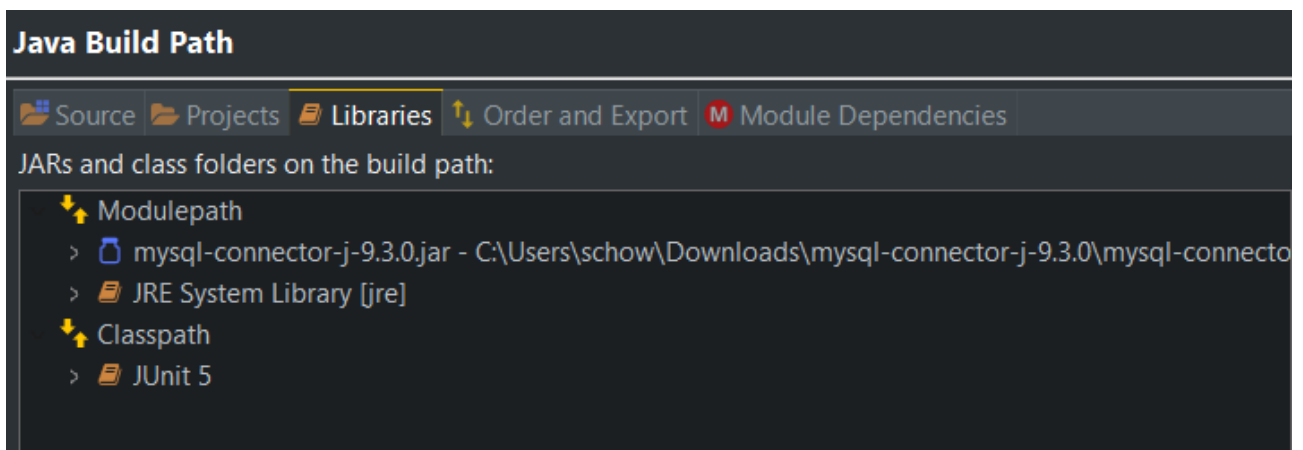 Java Build Path
Source Projects Libraries Order and Export M Module Dependencies
JARs and class folders on the build path:
Modulepath
mysql-connector-j-9.3.0.jar - C:\Users\schow\Downloads\mysql-connector-j-9.3.0\mysql-connecto
JRE System Library [jre]
Classpath
JUnit 5